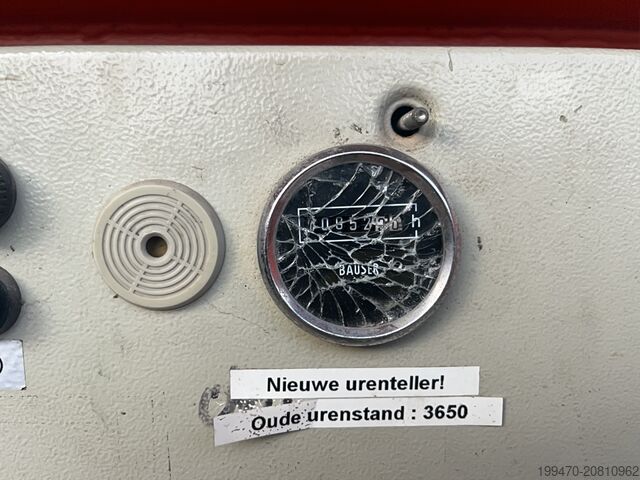 h
BAUSER
Nieuwe urenteller!
Oude urenstand : 3650
199470-20810962